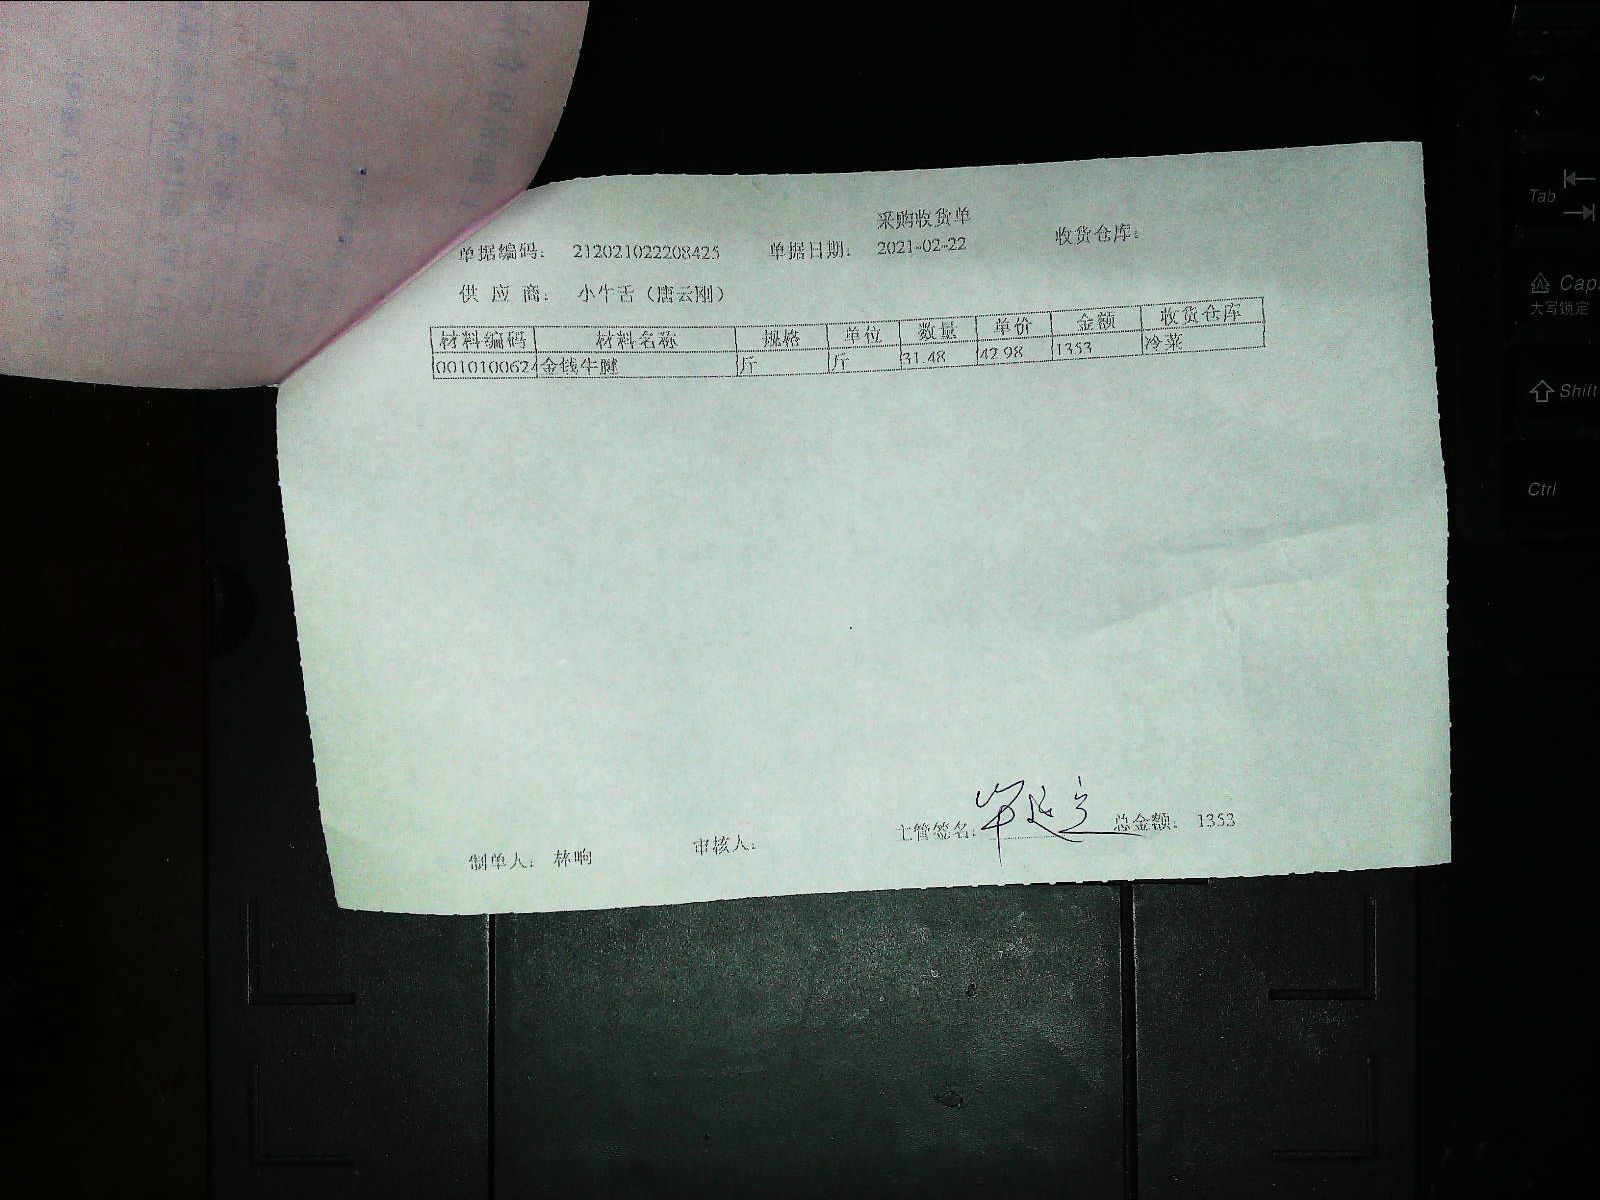 采购收货单
单据编码： 212021022208425 单据日期： 2021-02-22 收货仓库：
供 应 商： 小牛舌（唐云刚）
材料编码 材料名称 规格 单位 数量 单价 金额 收货仓库
0010100624 金钱牛腱 斤 斤 31.48 42.98 1353 冷菜
制单人： 林响 审核人： 主管签名： 总金额： 1353
~
Tab
Cap
大写锁定
Shift
Ctrl